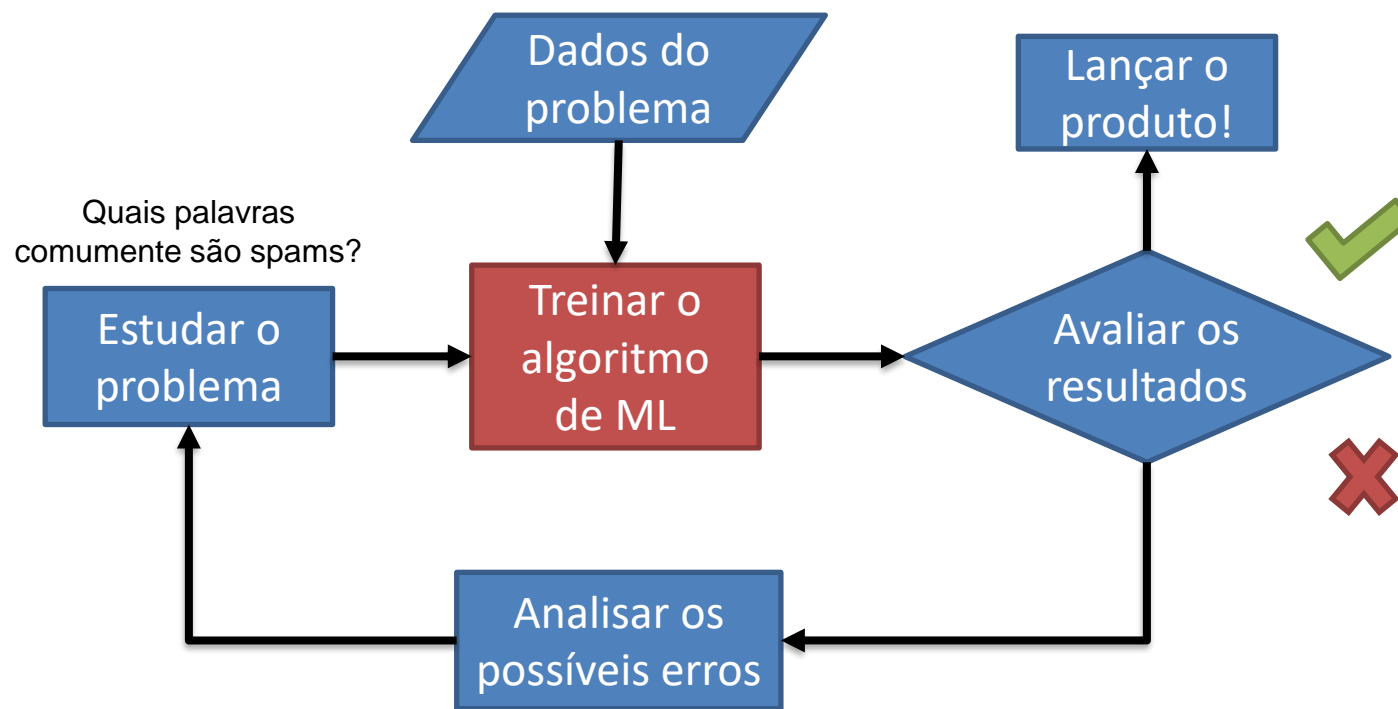 Dados do
problema
Lançar o
produto!
Quais palavras
comumente são spams?
Estudar o
problema
Treinar o
algoritmo
de ML
Avaliar os
resultados
Analisar os
possíveis erros